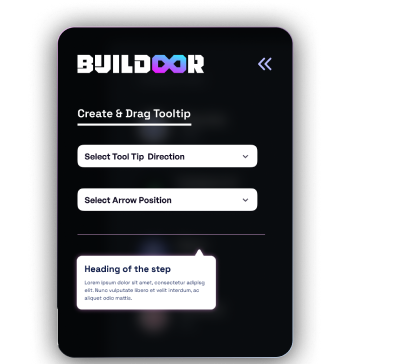 BUILDOOR
Create & Drag Tooltip
Select Tool Tip Direction
Select Arrow Position
Heading of the step
Lorem ipsum dolor sit amet, consectetur adipisg
elit. Nunc vulputate libero et velit interdum, ac
aliquet odio mattis.